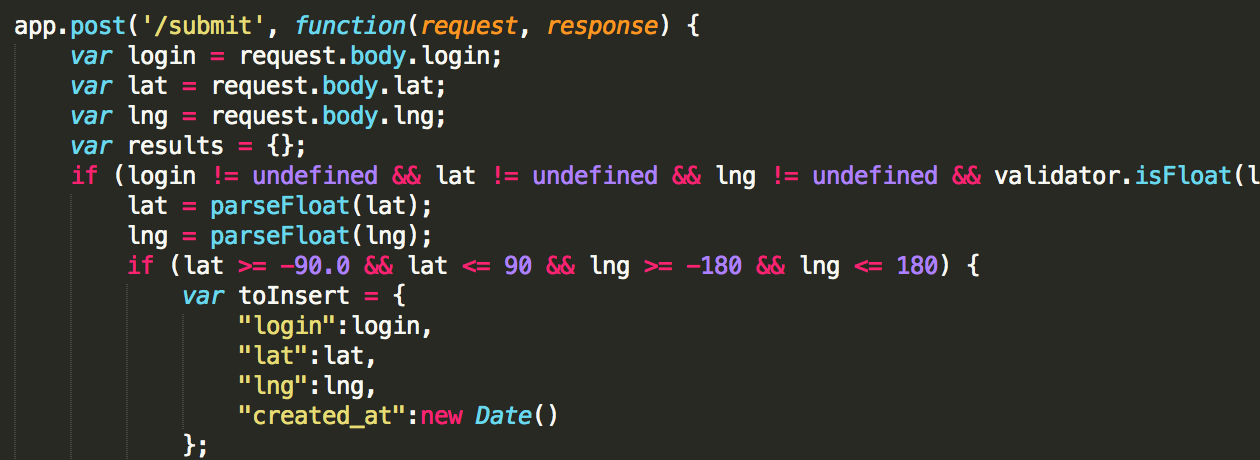 app.post('/submit', function(request, response) {
var login = request.body.login;
var lat = request.body.lat;
var lng = request.body.lng;
var results = {};
if (login != undefined && lat != undefined && lng != undefined && validator.isFloat(l
lat = parseFloat(lat);
lng = parseFloat(lng);
if (lat >= -90.0 && lat <= 90 && lng >= -180 && lng <= 180) {
var toInsert = {
"login":login,
"lat":lat,
"lng":lng,
"created_at":new Date()
};